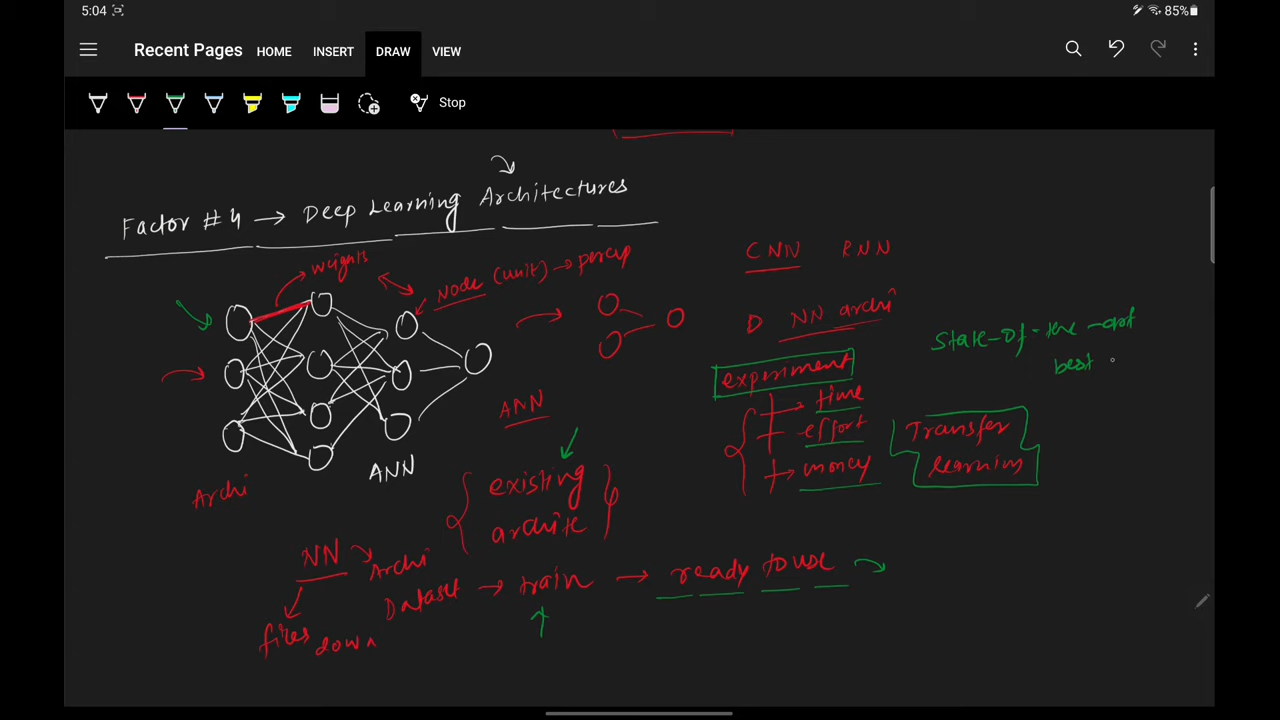 5:04
85%
Recent Pages HOME INSERT DRAW VIEW
Stop
Factor # 4 → Deep Learning Architectures
weights
Node (unit) → percep
CNN RNN
D NN archi
State-of-the-art
best
experiment
time
effort
money
Transfer
learning
ANN
ANN
Archi
existing
archite
NN
Archi
Dataset → train → ready to use
files down